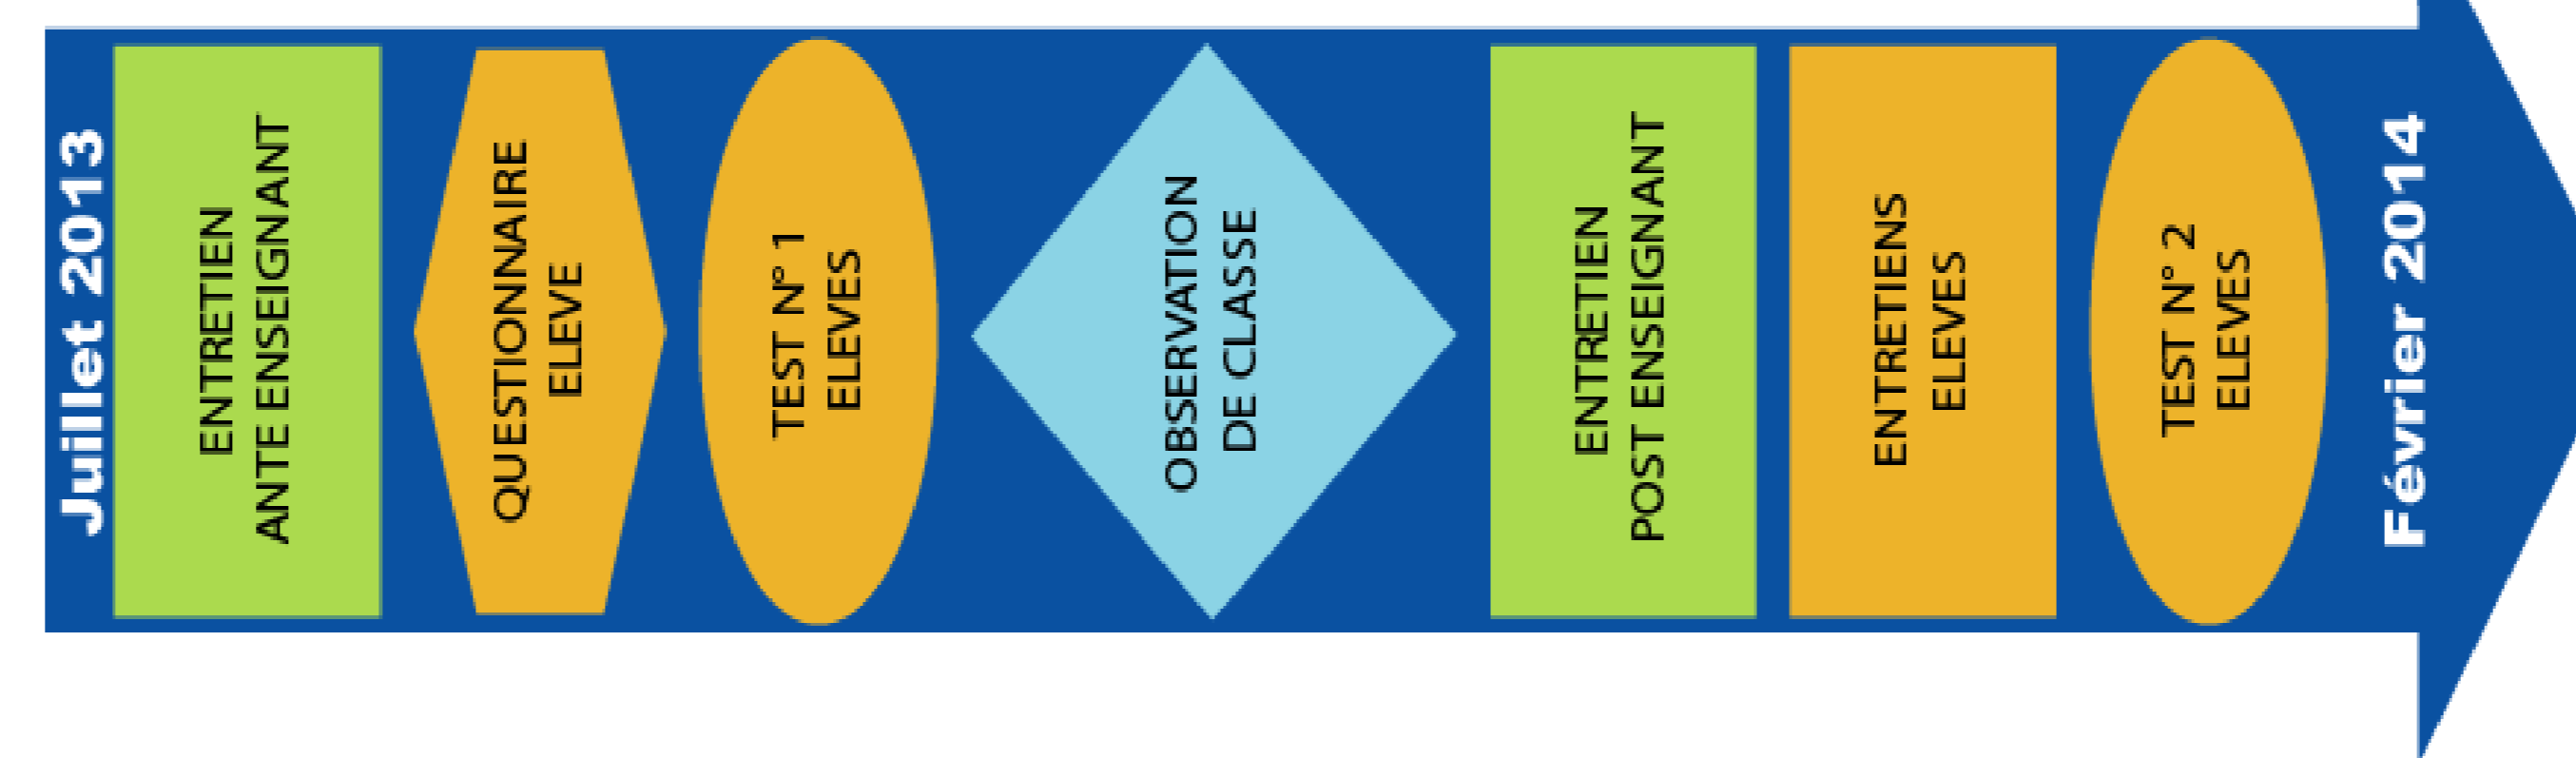 Juillet 2013
ENTRETIEN
ANTE ENSEIGNANT
QUESTIONNAIRE
ELEVE
TEST N° 1
ELEVES
OBSERVATION
DE CLASSE
ENTRETIEN
POST ENSEIGNANT
ENTRETIENS
ELEVES
TEST N° 2
ELEVES
Février 2014